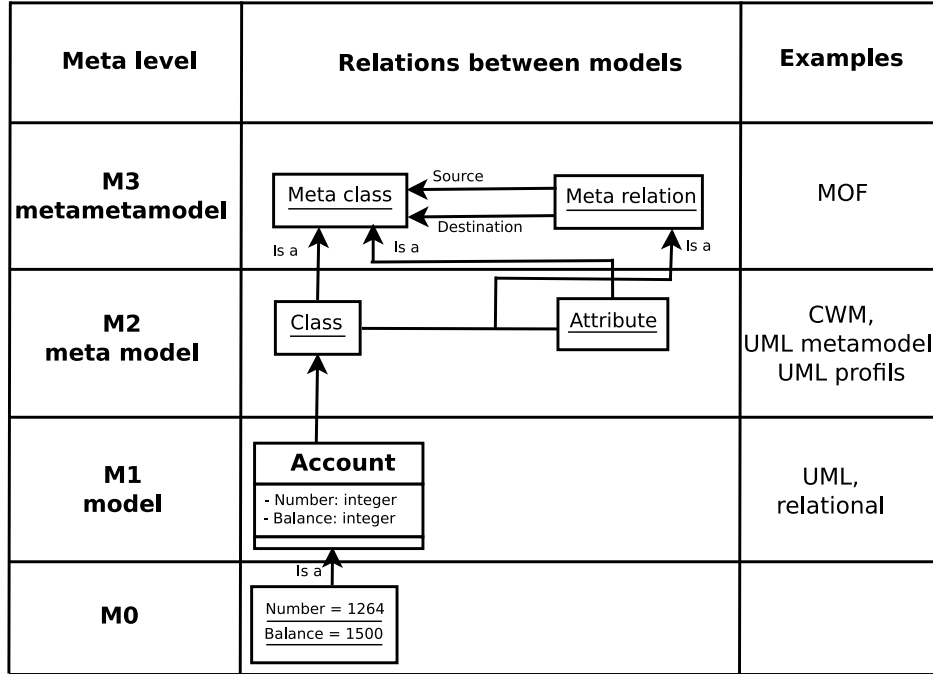 Meta level
Relations between models
Examples
M3
metametamodel
Meta class
Source
Destination
Meta relation
Is a
Is a
Is a
MOF
M2
meta model
Class
Attribute
CWM,
UML metamodel
UML profils
M1
model
Account
- Number: integer
- Balance: integer
UML,
relational
Is a
M0
Number = 1264
Balance = 1500